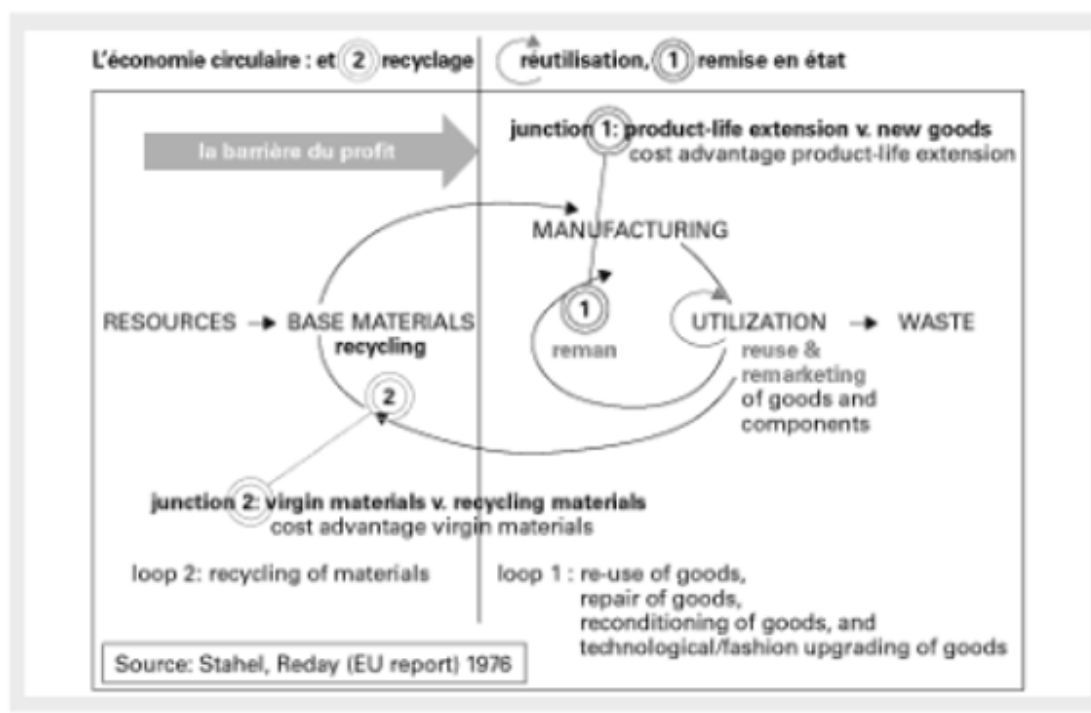 L'économie circulaire : et 2 recyclage
réutilisation, 1 remise en état
la barrière du profit
junction 1: product-life extension v. new goods
cost advantage product-life extension
MANUFACTURING
1
reman
RESOURCES
BASE MATERIALS
recycling
UTILIZATION
WASTE
reuse &
remarketing
of goods and
components
2
junction 2: virgin materials v. recycling materials
cost advantage virgin materials
loop 2: recycling of materials
loop 1 : re-use of goods,
repair of goods,
reconditioning of goods, and
technological/fashion upgrading of goods
Source: Stahel, Reday (EU report) 1976